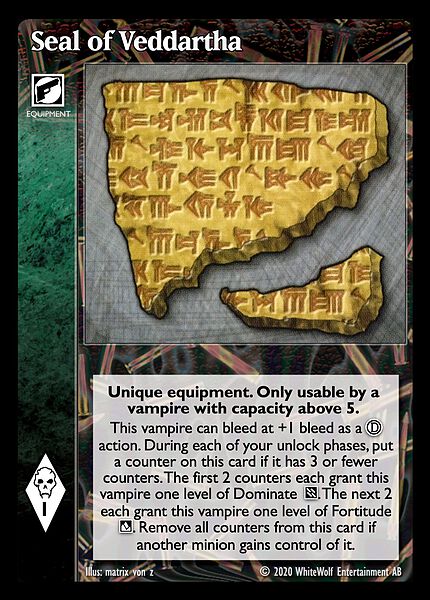 Seal of Veddartha
EQUIPMENT
Unique equipment. Only usable by a
vampire with capacity above 5.
This vampire can bleed at +1 bleed as a Ⓓ
action. During each of your unlock phases, put
a counter on this card if it has 3 or fewer
counters. The first 2 counters each grant this
vampire one level of Dominate. The next 2
each grant this vampire one level of Fortitude
. Remove all counters from this card if
another minion gains control of it.
1
Illus: matrix von z
© 2020 WhiteWolf Entertainment AB